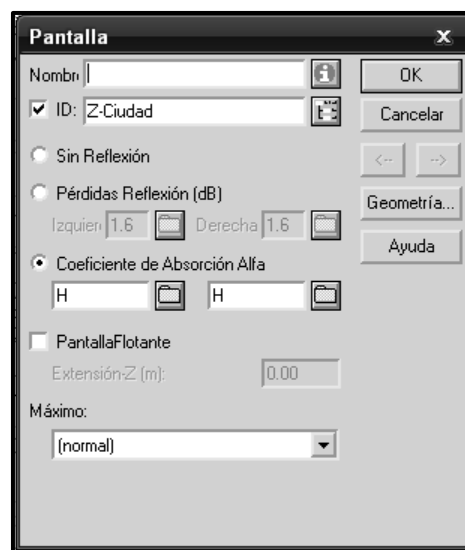 Pantalla x
Nombr
OK
ID: Z-Ciudad
Cancelar
Sin Reflexión
<-- -->
Pérdidas Reflexión (dB)
Geometría...
Izquier 1.6 Derecha 1.6
Ayuda
Coeficiente de Absorción Alfa
H H
PantallaFlotante
Extensión-Z (m): 0.00
Máximo:
(normal)